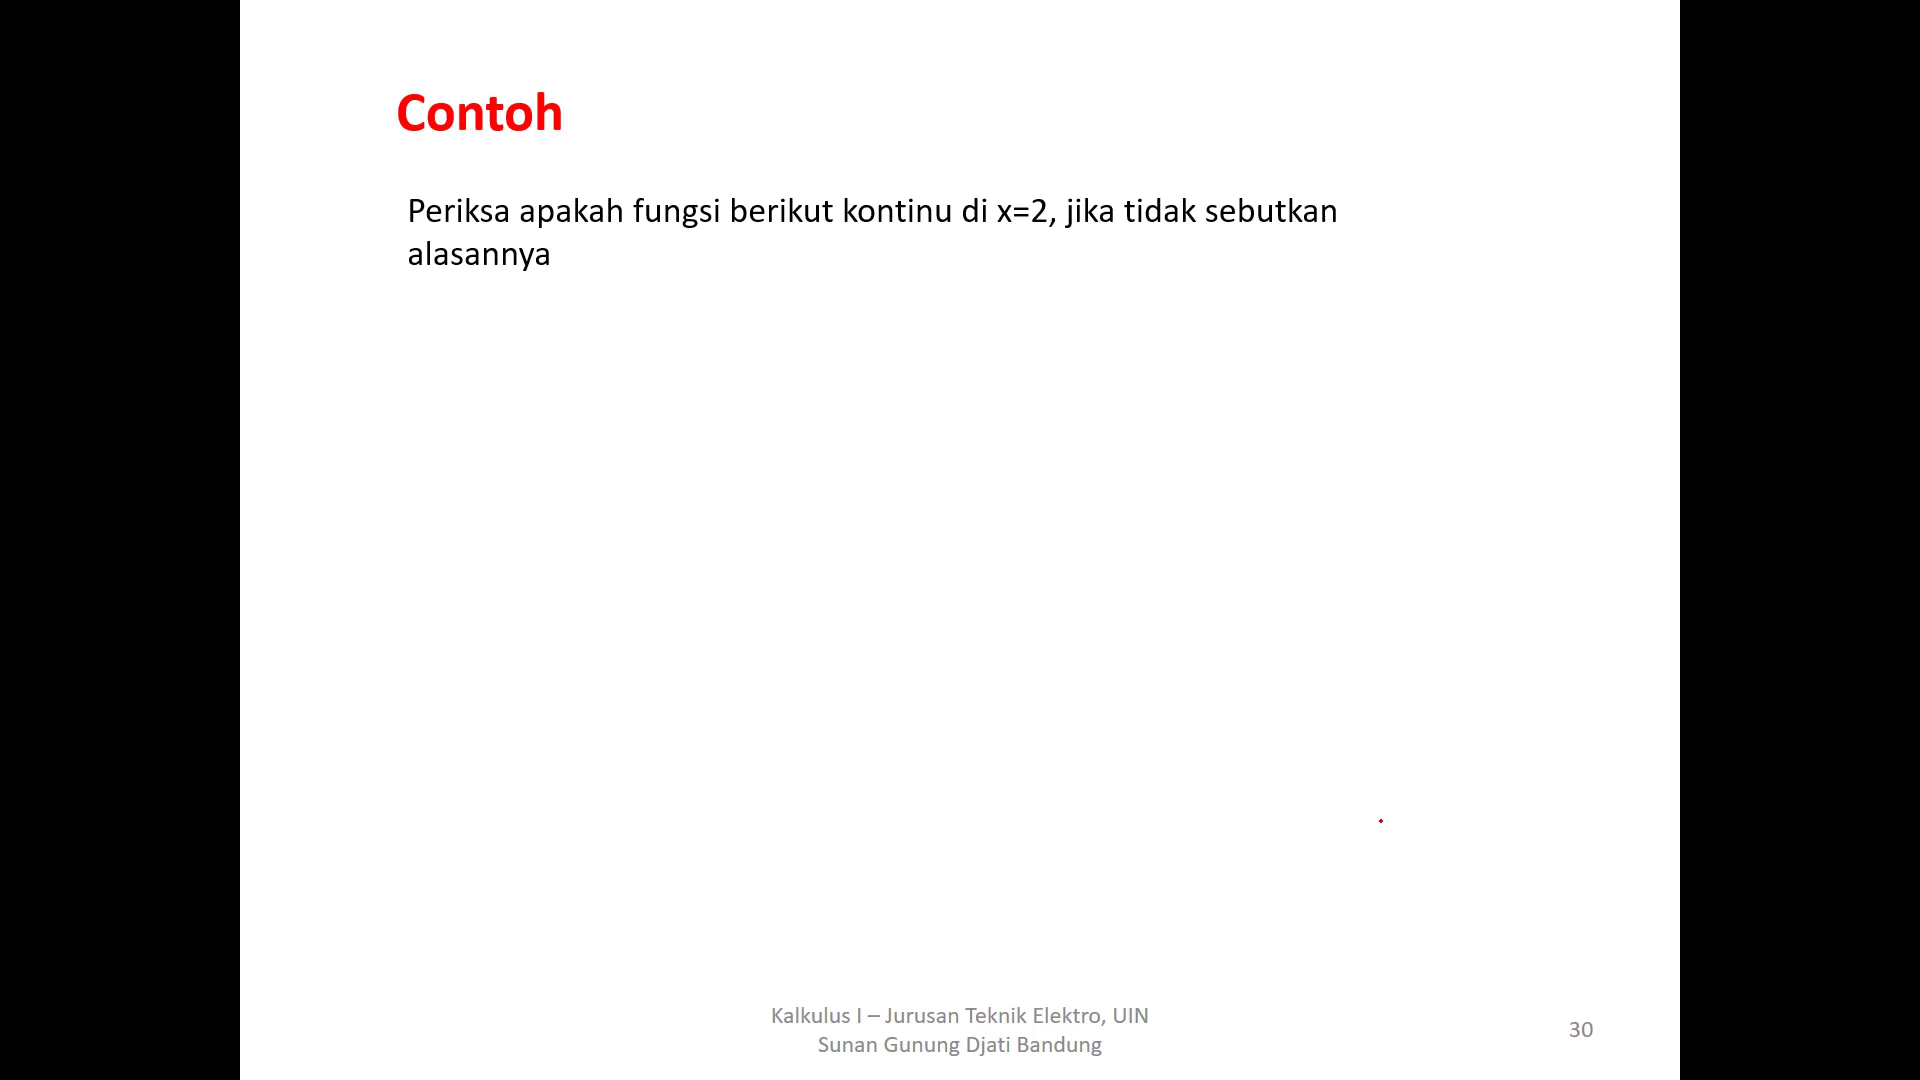 Contoh
Periksa apakah fungsi berikut kontinu di x=2, jika tidak sebutkan
alasannya
Kalkulus I – Jurusan Teknik Elektro, UIN
Sunan Gunung Djati Bandung
30